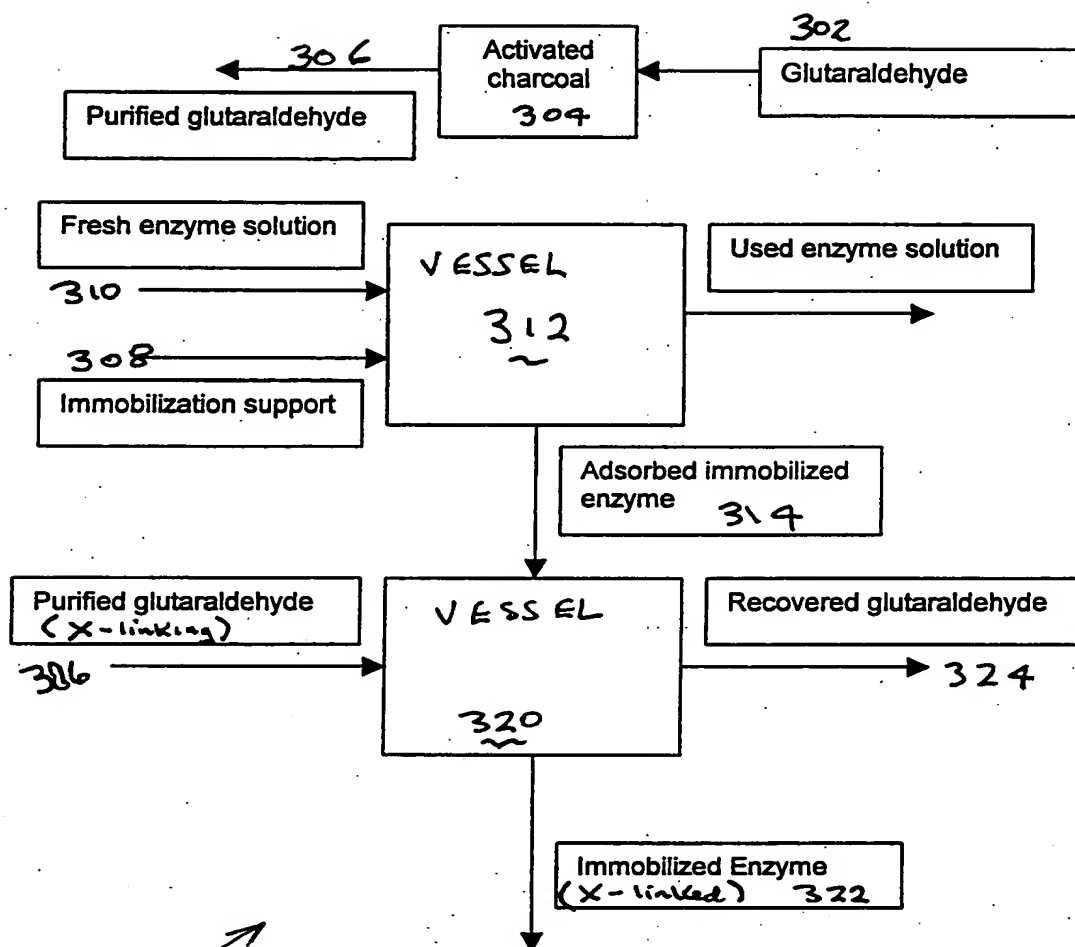 302
306
Activated
charcoal
304
Glutaraldehyde
Purified glutaraldehyde
Fresh enzyme solution
310
308
Immobilization support
VESSEL
312
Used enzyme solution
Adsorbed immobilized
enzyme 314
Purified glutaraldehyde
(X-linking)
306
VESSEL
320
Recovered glutaraldehyde
324
Immobilized Enzyme
(X-linked) 322